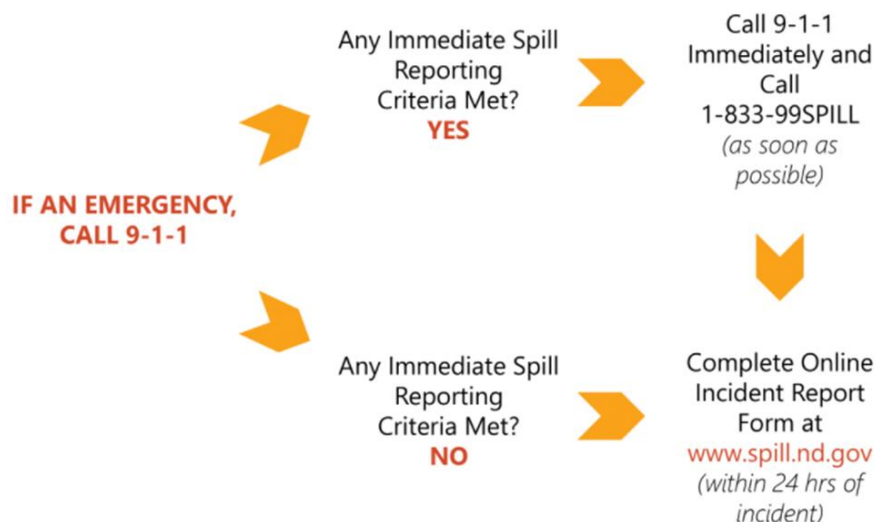 IF AN EMERGENCY,
CALL 9-1-1
Any Immediate Spill
Reporting
Criteria Met?
YES
Call 9-1-1
Immediately and
Call
1-833-99SPILL
(as soon as
possible)
Any Immediate Spill
Reporting
Criteria Met?
NO
Complete Online
Incident Report
Form at
www.spill.nd.gov
(within 24 hrs of
incident)